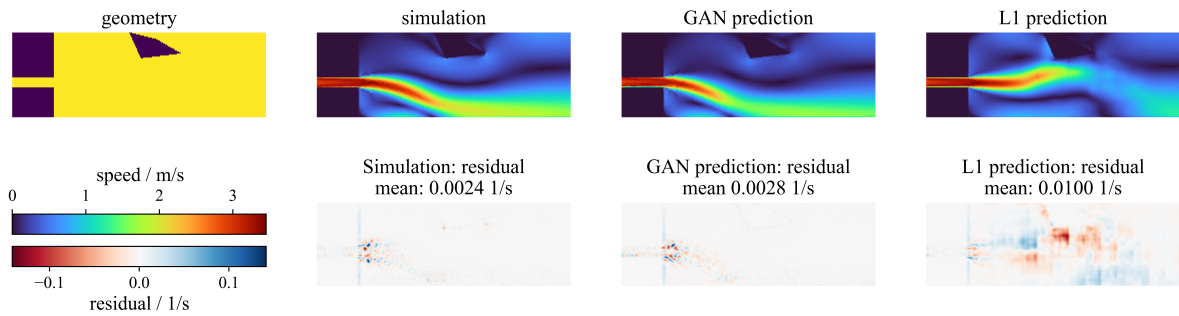 geometry
simulation
GAN prediction
L1 prediction
speed / m/s
0 1 2 3
−0.1 0.0 0.1
residual / 1/s
Simulation: residual
mean: 0.0024 1/s
GAN prediction: residual
mean 0.0028 1/s
L1 prediction: residual
mean: 0.0100 1/s